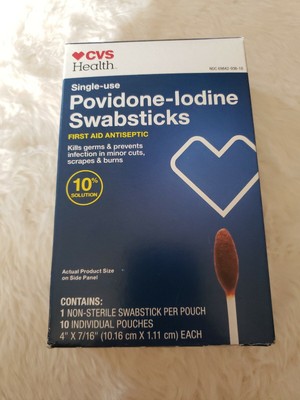 CVS
Health
Single-use
Povidone-Iodine
Swabsticks
FIRST AID ANTISEPTIC
Kills germs & prevents
infection in minor cuts,
scrapes & burns
10%
SOLUTION
Actual Product Size
on Side Panel
CONTAINS:
1 NON-STERILE SWABSTICK PER POUCH
10 INDIVIDUAL POUCHES
4" X 7/16" (10.16 cm X 1.11 cm) EACH